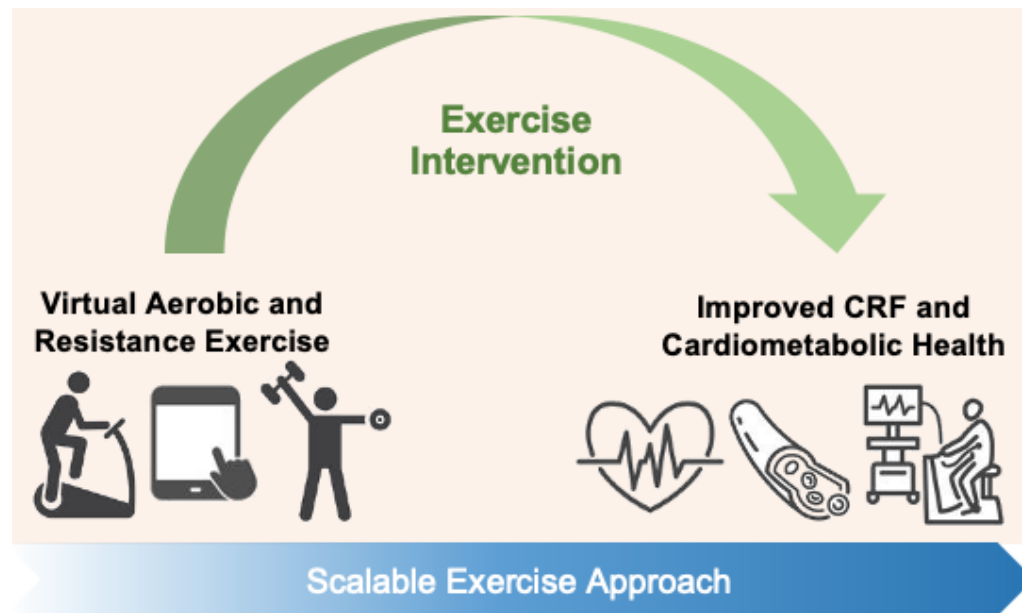 Exercise
Intervention
Virtual Aerobic and
Resistance Exercise
Improved CRF and
Cardiometabolic Health
Scalable Exercise Approach